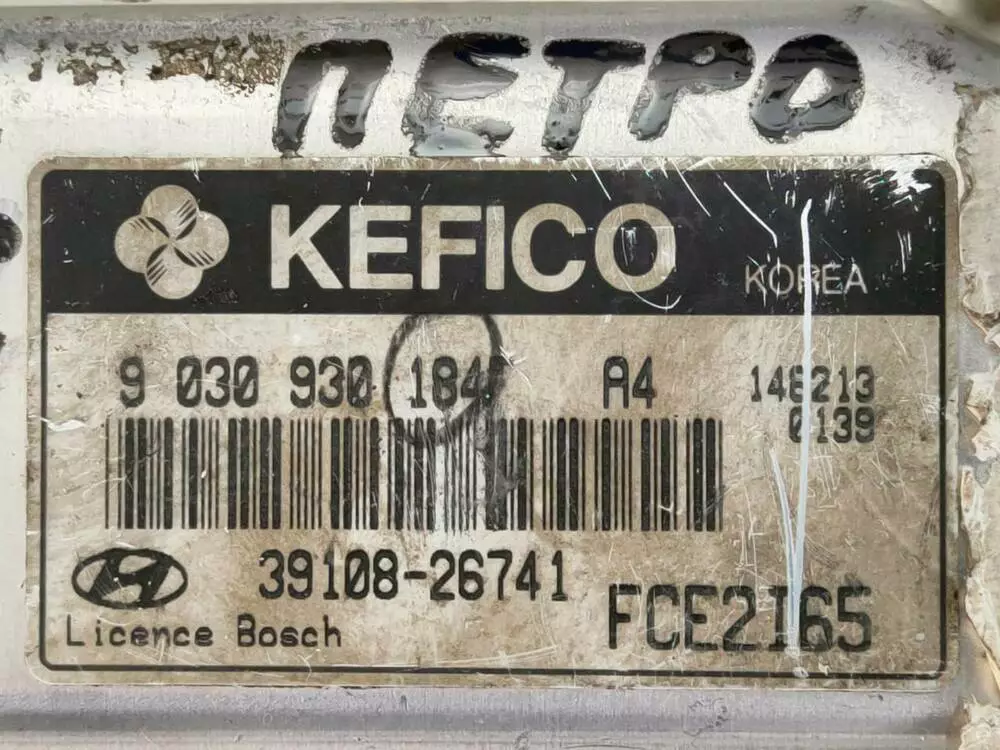 ПЕТРО
KEFICO KOREA
9 030 930 184 A4 148213
0139
39108-26741
FCE2I65
Licence Bosch